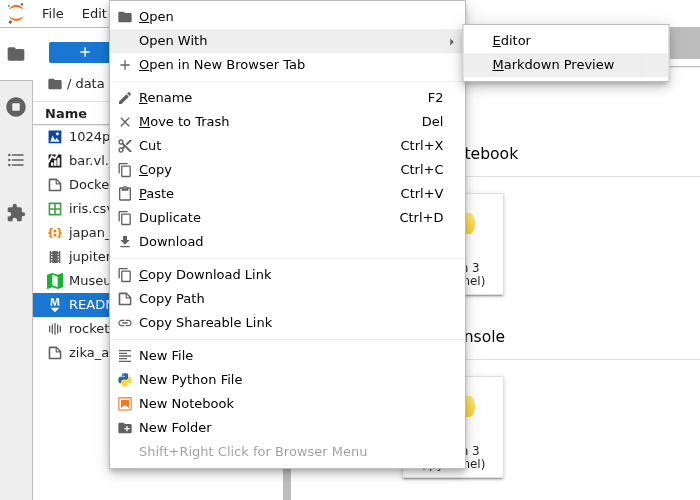 File Edit
Open
Open With
Editor
Open in New Browser Tab
Markdown Preview
/ data
Name
Rename F2
Move to Trash Del
Cut Ctrl+X
Copy Ctrl+C
Paste Ctrl+V
Duplicate Ctrl+D
Download
Copy Download Link
Copy Path
Copy Shareable Link
New File
New Python File
New Notebook
New Folder
Shift+Right Click for Browser Menu
1024p
bar.vl.
Docke
iris.csv
japan_
jupiter
Museu
READM
rocket
zika_a
tebook
3
nel)
nsole
3
nel)